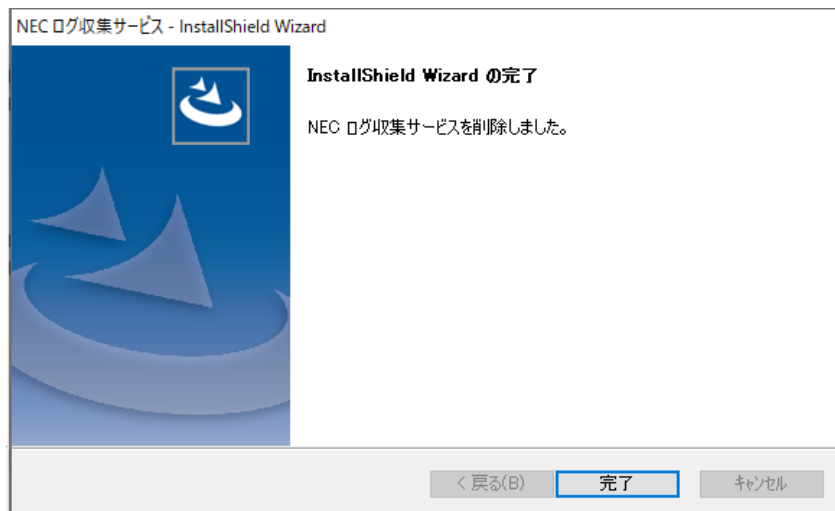 NEC ログ収集サービス - InstallShield Wizard
InstallShield Wizard の完了
NEC ログ収集サービスを削除しました。
< 戻る(B)
完了
キャンセル